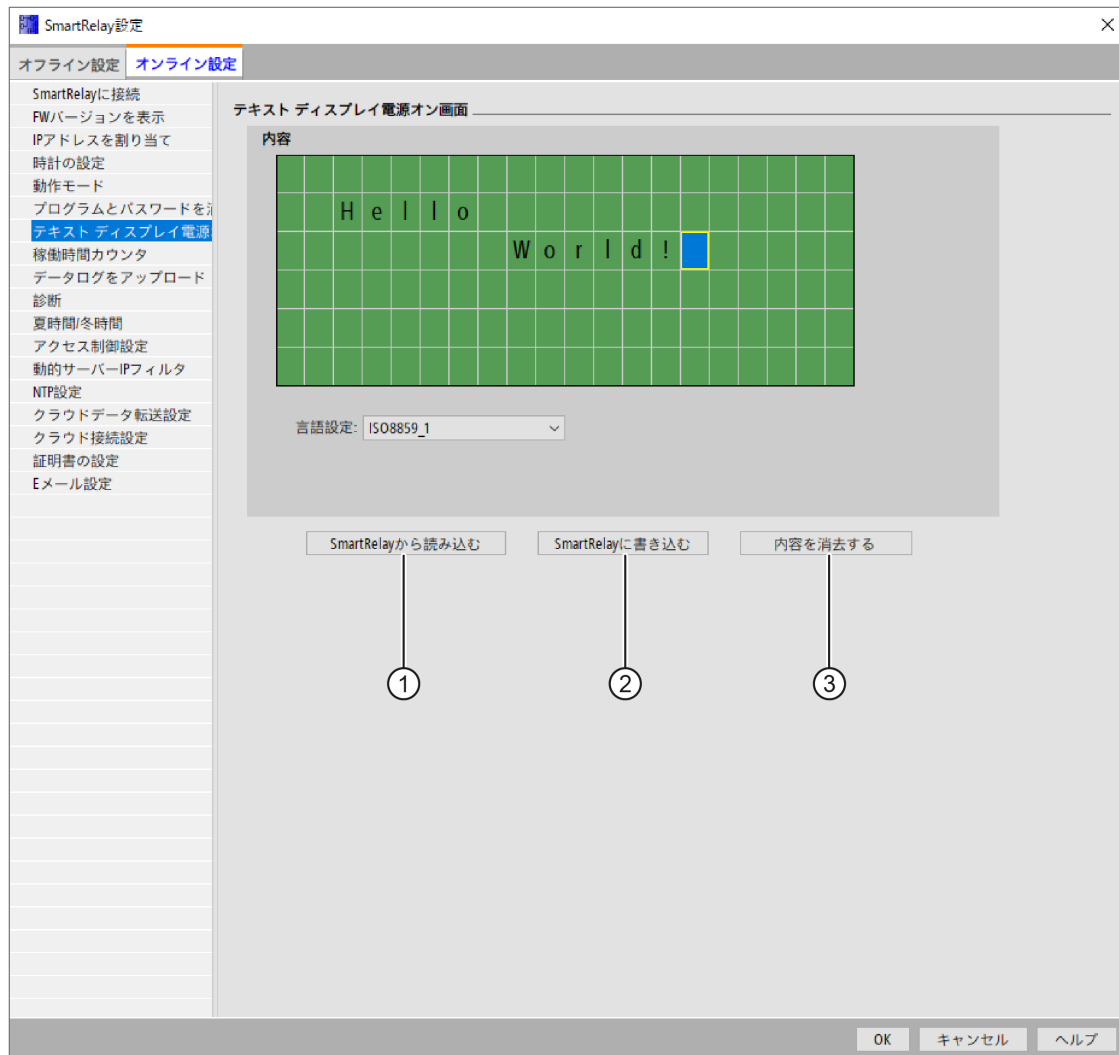 SmartRelay設定
オフライン設定 オンライン設定
SmartRelayに接続
FWバージョンを表示
IPアドレスを割り当て
時計の設定
動作モード
プログラムとパスワードを
テキスト ディスプレイ電源
稼働時間カウンタ
データログをアップロード
診断
夏時間/冬時間
アクセス制御設定
動的サーバーIPフィルタ
NTP設定
クラウドデータ転送設定
クラウド接続設定
証明書の設定
Eメール設定
テキスト ディスプレイ電源オン画面
内容
Hello
World!
言語設定: ISO8859_1
SmartRelayから読み込む SmartRelayに書き込む 内容を消去する
1 2 3
OK キャンセル ヘルプ